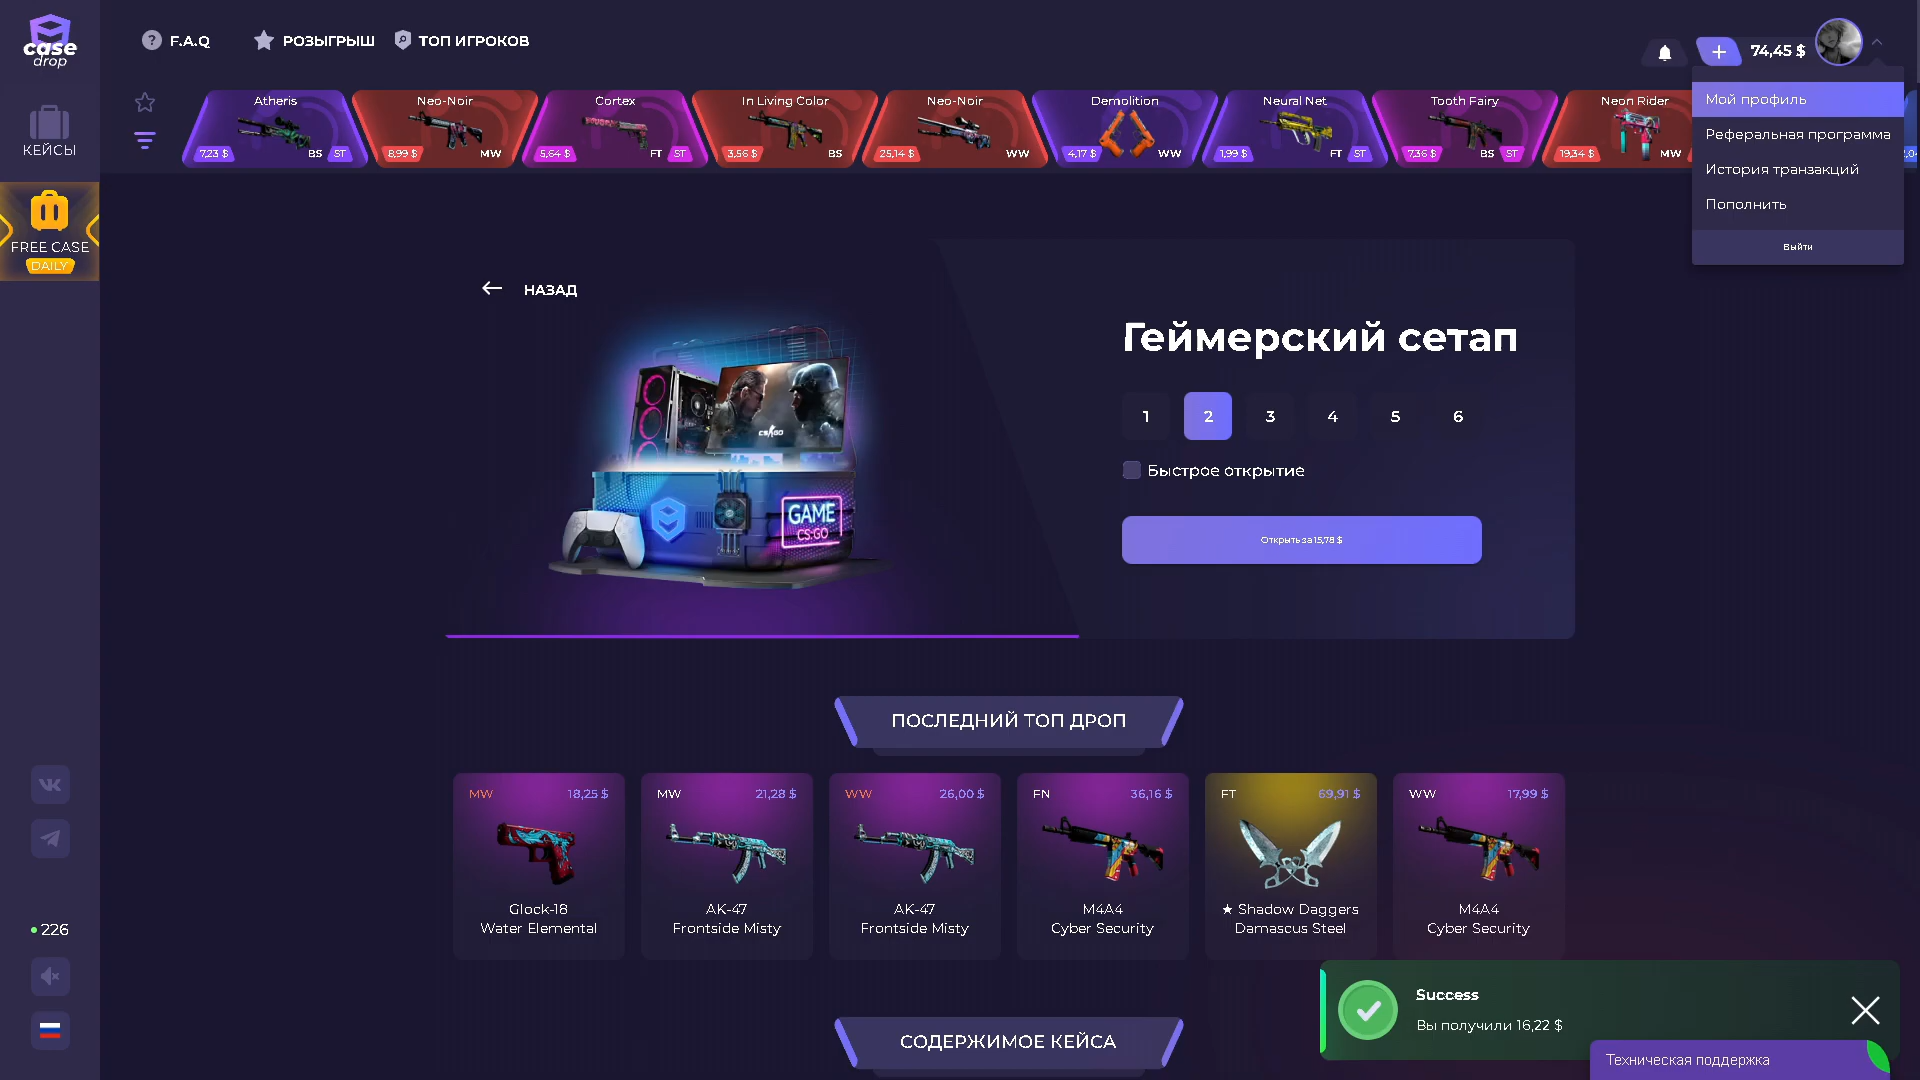 case
drop
F.A.Q
РОЗЫГРЫШ
ТОП ИГРОКОВ
74,45 $
Мой профиль
Реферальная программа
История транзакций
Пополнить
Выйти
КЕЙСЫ
FREE CASE
DAILY
Atheris
7,23 $
BS
ST
Neo-Noir
8,99 $
MW
Cortex
5,64 $
FT
ST
In Living Color
3,56 $
BS
Neo-Noir
25,14 $
WW
Demolition
4,17 $
WW
Neural Net
1,99 $
FT
ST
Tooth Fairy
7,36 $
BS
ST
Neon Rider
19,34 $
MW
НАЗАД
CS:GO
GAME
CS:GO
Геймерский сетап
1
2
3
4
5
6
Быстрое открытие
Открыть за 15,78 $
ПОСЛЕДНИЙ ТОП ДРОП
MW
18,25 $
Glock-18
Water Elemental
MW
21,28 $
AK-47
Frontside Misty
WW
26,00 $
AK-47
Frontside Misty
FN
36,16 $
M4A4
Cyber Security
FT
69,91 $
★ Shadow Daggers
Damascus Steel
WW
17,99 $
M4A4
Cyber Security
226
СОДЕРЖИМОЕ КЕЙСА
Success
Вы получили 16,22 $
Техническая поддержка